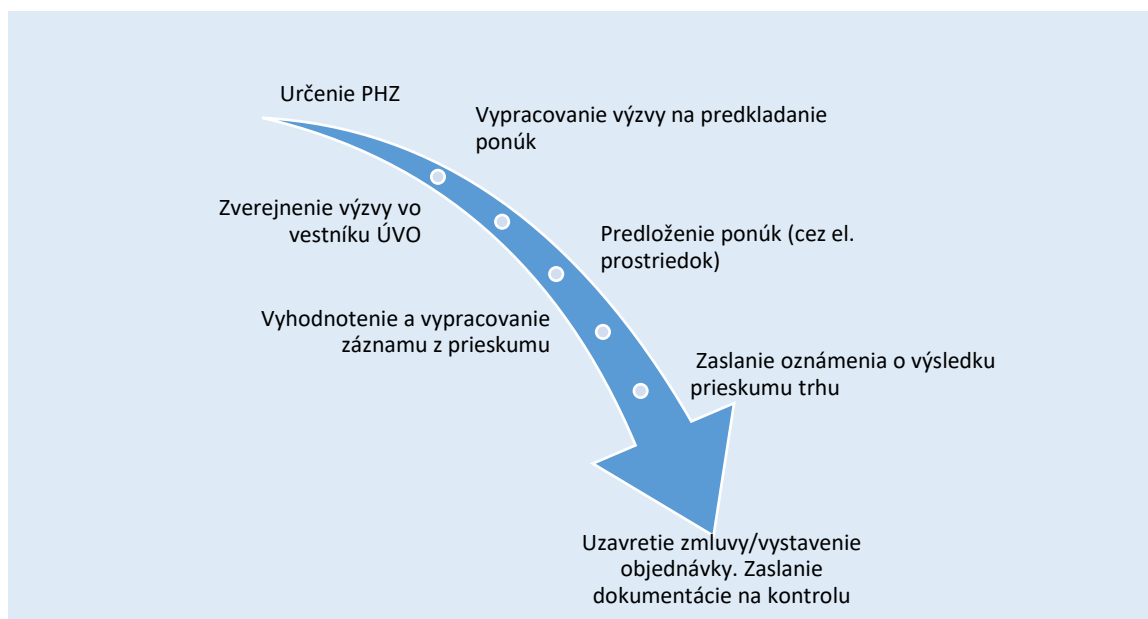 Určenie PHZ
Vypracovanie výzvy na predkladanie
ponúk
Zverejnenie výzvy vo
vestníku ÚVO
Predloženie ponúk (cez el.
prostriedok)
Vyhodnotenie a vypracovanie
záznamu z prieskumu
Zaslanie oznámenia o výsledku
prieskumu trhu
Uzavretie zmluvy/vystavenie
objednávky. Zaslanie
dokumentácie na kontrolu